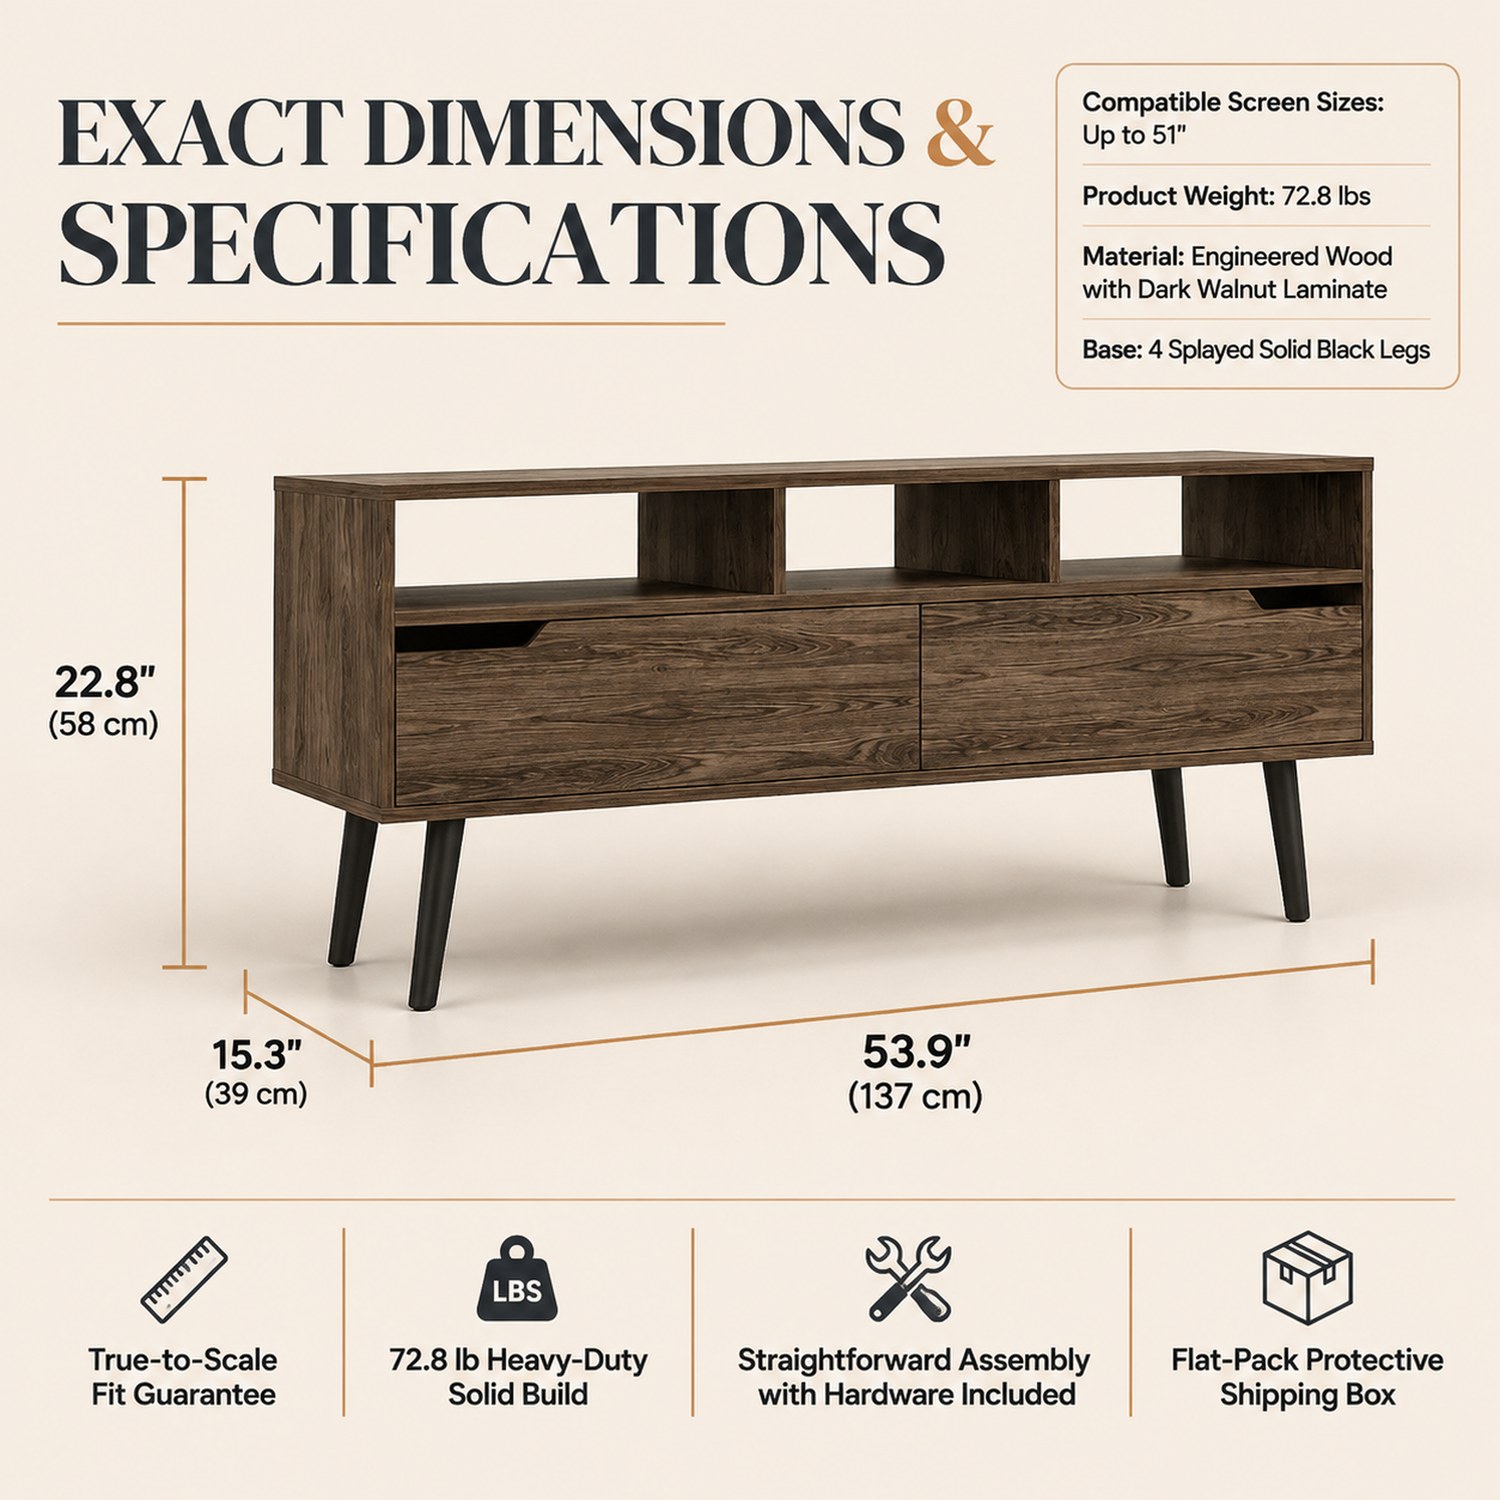 EXACT DIMENSIONS &
SPECIFICATIONS
Compatible Screen Sizes:
Up to 51"
Product Weight: 72.8 lbs
Material: Engineered Wood
with Dark Walnut Laminate
Base: 4 Splayed Solid Black Legs
22.8"
(58 cm)
15.3"
(39 cm)
53.9"
(137 cm)
LBS
True-to-Scale
Fit Guarantee
72.8 lb Heavy-Duty
Solid Build
Straightforward Assembly
with Hardware Included
Flat-Pack Protective
Shipping Box